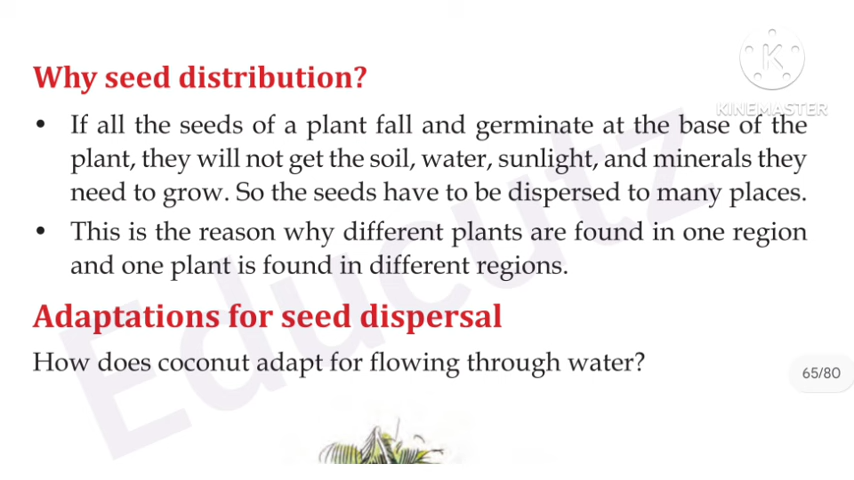 Why seed distribution?
KINEMASTER
• If all the seeds of a plant fall and germinate at the base of the
plant, they will not get the soil, water, sunlight, and minerals they
need to grow. So the seeds have to be dispersed to many places.
• This is the reason why different plants are found in one region
and one plant is found in different regions.
Adaptations for seed dispersal
How does coconut adapt for flowing through water?
65/80
Educutz